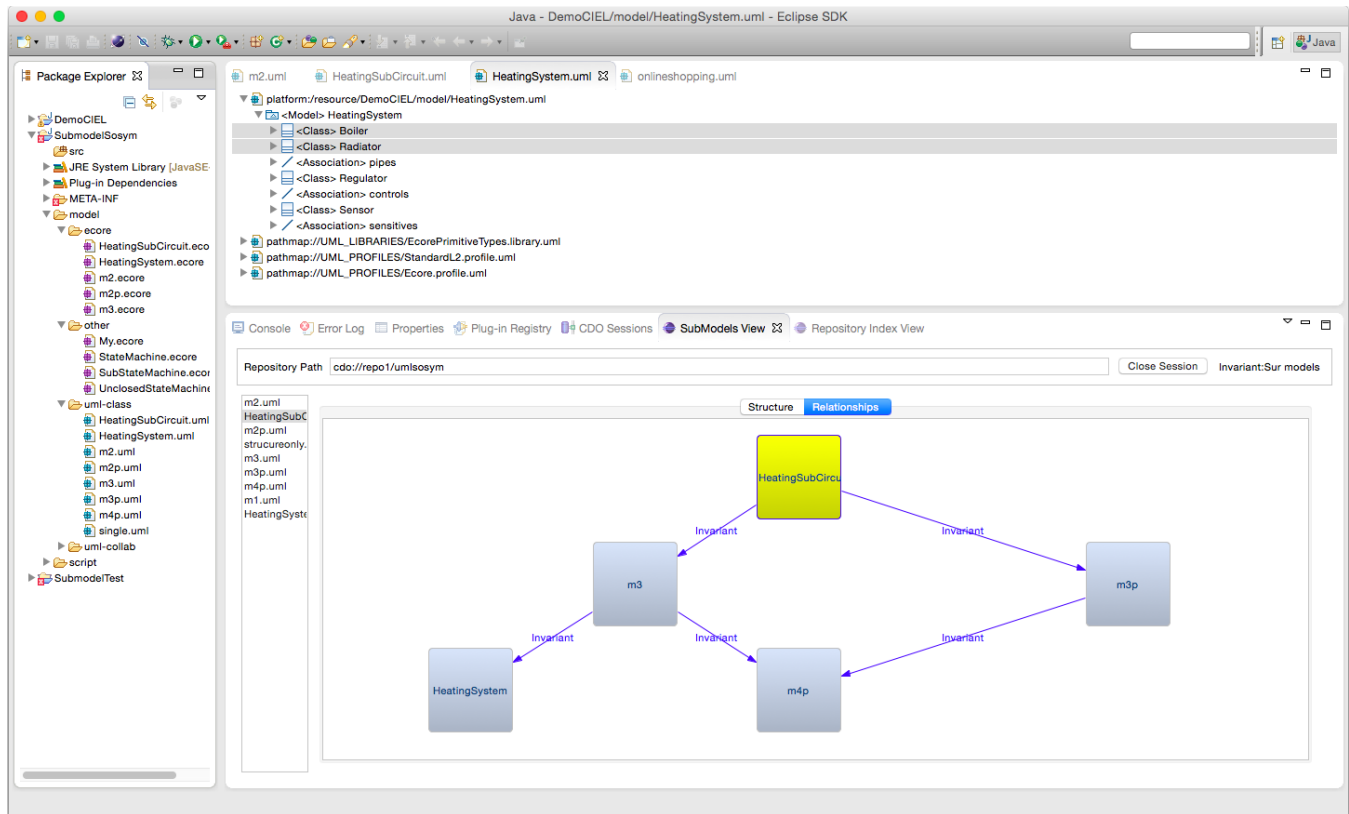 Java - DemoCIEL/model/HeatingSystem.uml - Eclipse SDK
Java
Package Explorer
DemoCIEL
SubmodelSosym
src
JRE System Library [JavaSE-
Plug-in Dependencies
META-INF
model
ecore
HeatingSubCircuit.eco
HeatingSystem.ecore
m2.ecore
m2p.ecore
m3.ecore
other
My.ecore
StateMachine.ecore
SubStateMachine.ecor
UnclosedStateMachine
uml-class
HeatingSubCircuit.uml
HeatingSystem.uml
m2.uml
m2p.uml
m3.uml
m3p.uml
m4p.uml
single.uml
uml-collab
script
SubmodelTest
m2.uml HeatingSubCircuit.uml HeatingSystem.uml onlineshopping.uml
platform:/resource/DemoCIEL/model/HeatingSystem.uml
<Model> HeatingSystem
<Class> Boiler
<Class> Radiator
<Association> pipes
<Class> Regulator
<Association> controls
<Class> Sensor
<Association> sensitives
pathmap://UML_LIBRARIES/EcorePrimitiveTypes.library.uml
pathmap://UML_PROFILES/StandardL2.profile.uml
pathmap://UML_PROFILES/Ecore.profile.uml
Console Error Log Properties Plug-in Registry CDO Sessions SubModels View Repository Index View
Repository Path cdo://repo1/umlsosym Close Session Invariant:Sur models
m2.uml
HeatingSubC
m2p.uml
strucureonly.
m3.uml
m3p.uml
m4p.uml
m1.uml
HeatingSyste
Structure Relationships
HeatingSubCircu
Invariant Invariant
m3 m3p
Invariant Invariant Invariant
HeatingSystem m4p